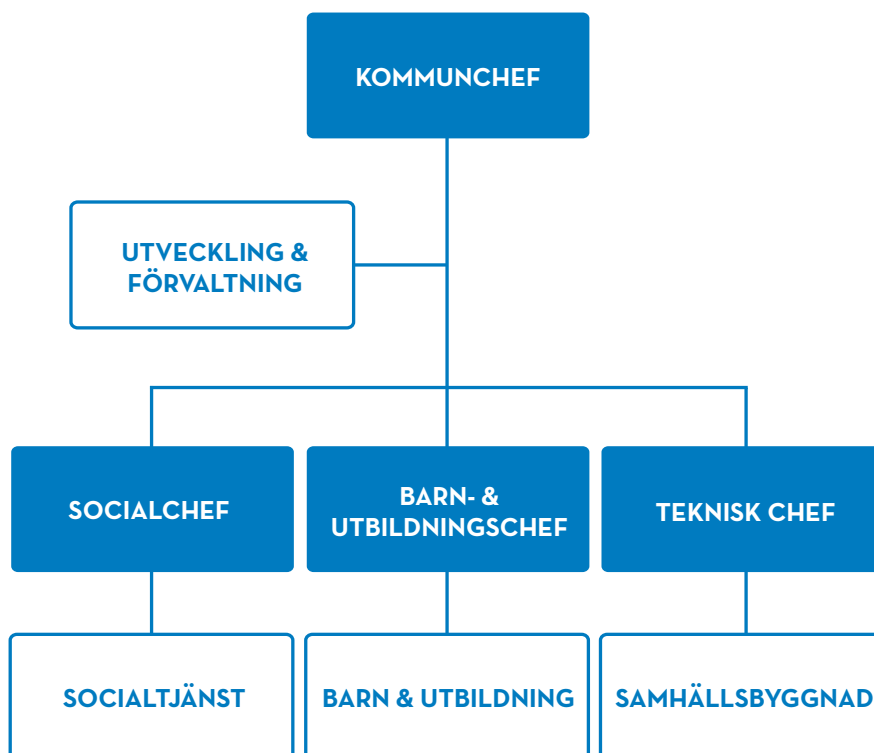 KOMMUNCHEF
UTVECKLING &
FÖRVALTNING
SOCIALCHEF
BARN- &
UTBILDNINGSCHEF
TEKNISK CHEF
SOCIALTJÄNST
BARN & UTBILDNING
SAMHÄLLSBYGGNAD